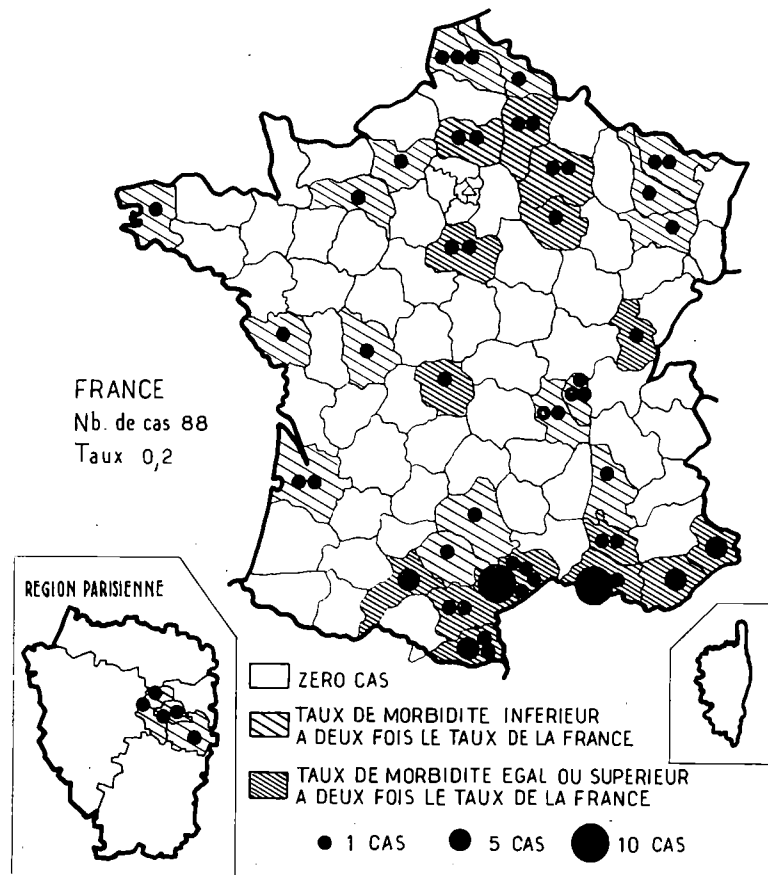 FRANCE
Nb. de cas 88
Taux 0,2
REGION PARISIENNE
ZERO CAS
TAUX DE MORBIDITE INFERIEUR
A DEUX FOIS LE TAUX DE LA FRANCE
TAUX DE MORBIDITE EGAL OU SUPERIEUR
A DEUX FOIS LE TAUX DE LA FRANCE
1 CAS 5 CAS 10 CAS